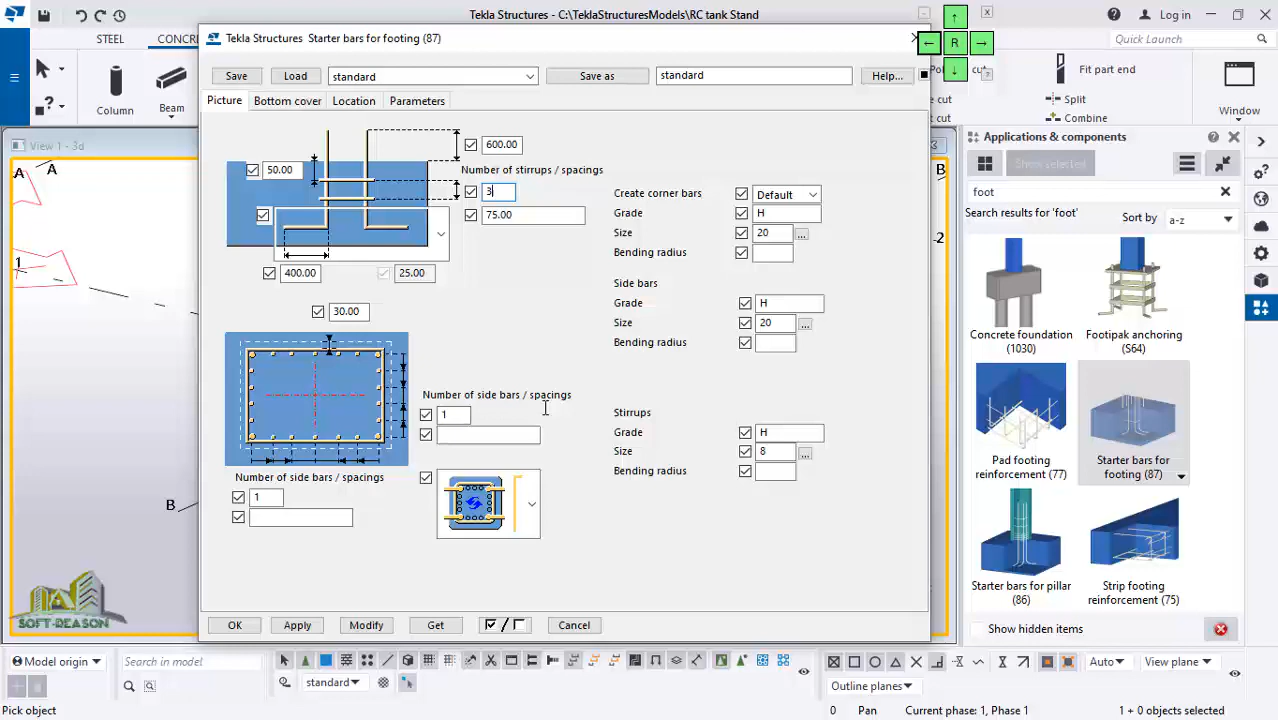 Tekla Structures - C:\TeklaStructuresModels\RC tank Stand
Log in
Tekla Structures Starter bars for footing (87)
STEEL
R
Quick Launch
Save
Load
standard
Save as
standard
Help...
Fit part end
Split
Combine
Window
Column
Beam
Picture
Bottom cover
Location
Parameters
View 1 - 3d
Applications & components
Show selected
foot
Search results for 'foot'
Sort by
a-z
50.00
600.00
Number of stirrups / spacings
3
75.00
400.00
25.00
30.00
Create corner bars
Default
Grade
H
Size
20
...
Bending radius
Side bars
Grade
H
Size
20
...
Bending radius
Number of side bars / spacings
1
Stirrups
Grade
H
Size
8
...
Bending radius
Number of side bars / spacings
1
A
A
1
B
2
B
Concrete foundation
(1030)
Footipak anchoring
(S64)
Pad footing
reinforcement (77)
Starter bars for
footing (87)
Starter bars for pillar
(86)
Strip footing
reinforcement (75)
Show hidden items
SOFT-REASON
OK
Apply
Modify
Get
/
Cancel
Model origin
Search in model
standard
Auto
View plane
Outline planes
Pick object
0
Pan
Current phase: 1, Phase 1
1 + 0 objects selected